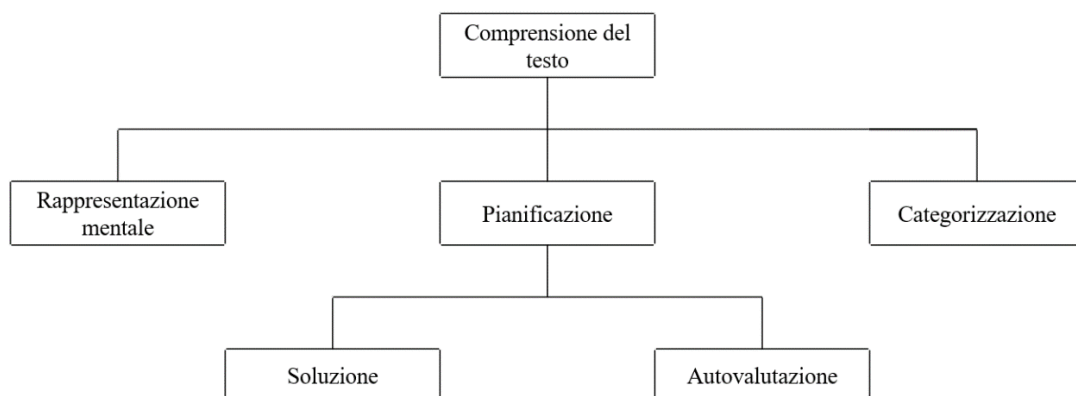 Comprensione del
testo
Rappresentazione
mentale
Pianificazione
Categorizzazione
Soluzione
Autovalutazione